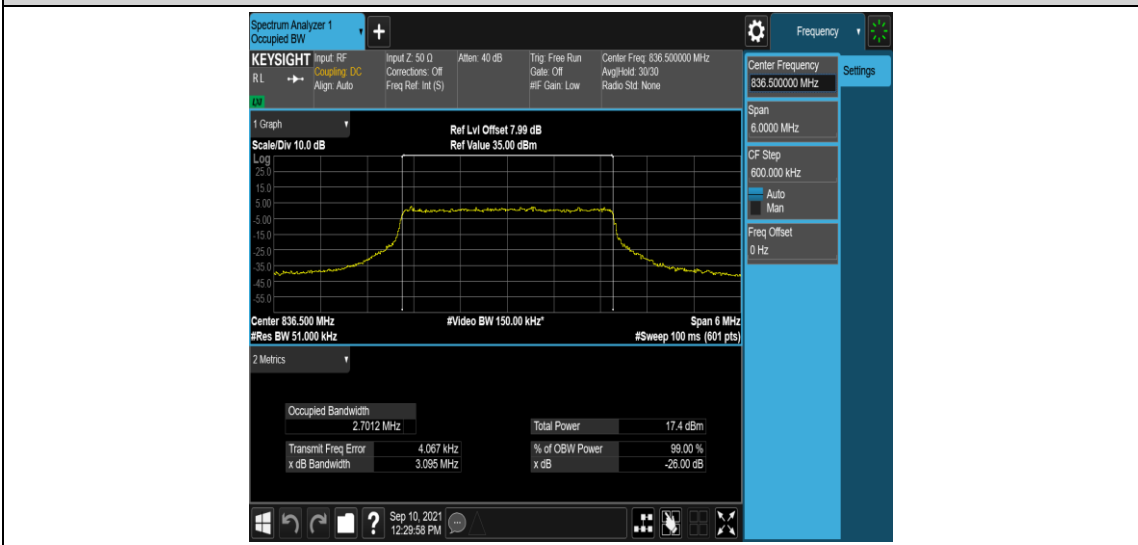 Spectrum Analyzer 1
Occupied BW
+
Frequency
KEYSIGHT
RL
LXI
Input: RF
Coupling: DC
Align: Auto
Input Z: 50 Ω
Corrections: Off
Freq Ref: Int (S)
Atten: 40 dB
Trig: Free Run
Gate: Off
#IF Gain: Low
Center Freq: 836.500000 MHz
Avg|Hold: 30/30
Radio Std: None
Center Frequency
836.500000 MHz
Settings
Span
6.0000 MHz
CF Step
600.000 kHz
Auto
Man
Freq Offset
0 Hz
1 Graph
Scale/Div 10.0 dB
Ref Lvl Offset 7.99 dB
Ref Value 35.00 dBm
Log
25.0
15.0
5.00
-5.00
-15.0
-25.0
-35.0
-45.0
-55.0
Center 836.500 MHz
#Video BW 150.00 kHz*
Span 6 MHz
#Res BW 51.000 kHz
#Sweep 100 ms (601 pts)
2 Metrics
Occupied Bandwidth
2.7012 MHz
Total Power 17.4 dBm
Transmit Freq Error 4.067 kHz
% of OBW Power 99.00 %
x dB Bandwidth 3.095 MHz
x dB -26.00 dB
?
Sep 10, 2021
12:29:58 PM